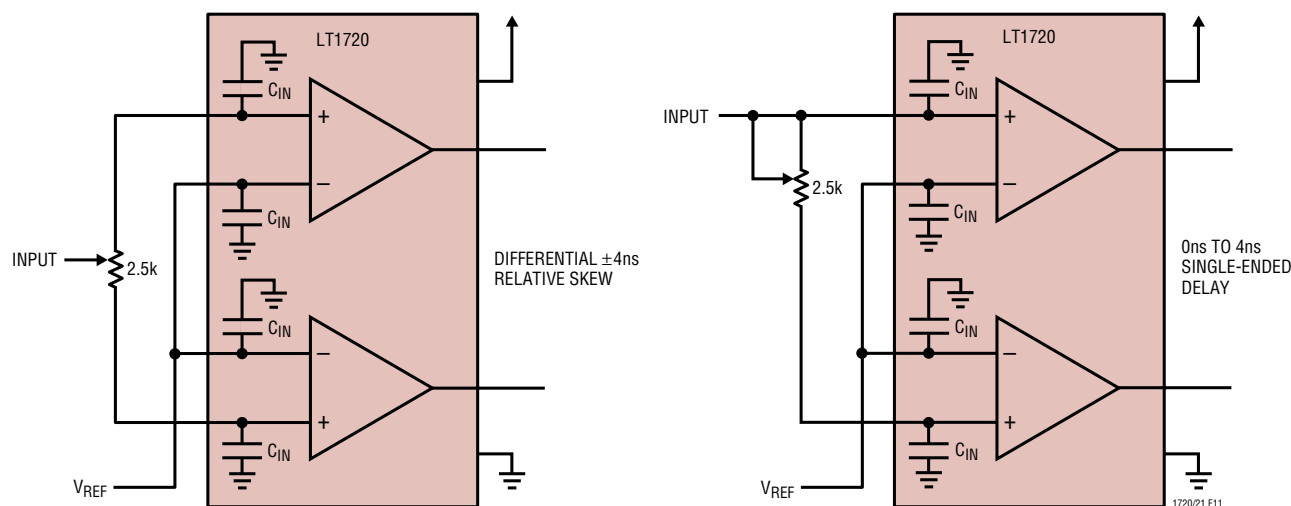 LT1720
C_IN
+
−
C_IN
INPUT
2.5k
DIFFERENTIAL ±4ns
RELATIVE SKEW
C_IN
−
+
C_IN
V_REF
LT1720
C_IN
INPUT
+
−
2.5k
C_IN
0ns TO 4ns
SINGLE-ENDED
DELAY
C_IN
−
+
C_IN
V_REF
1720/21 F11